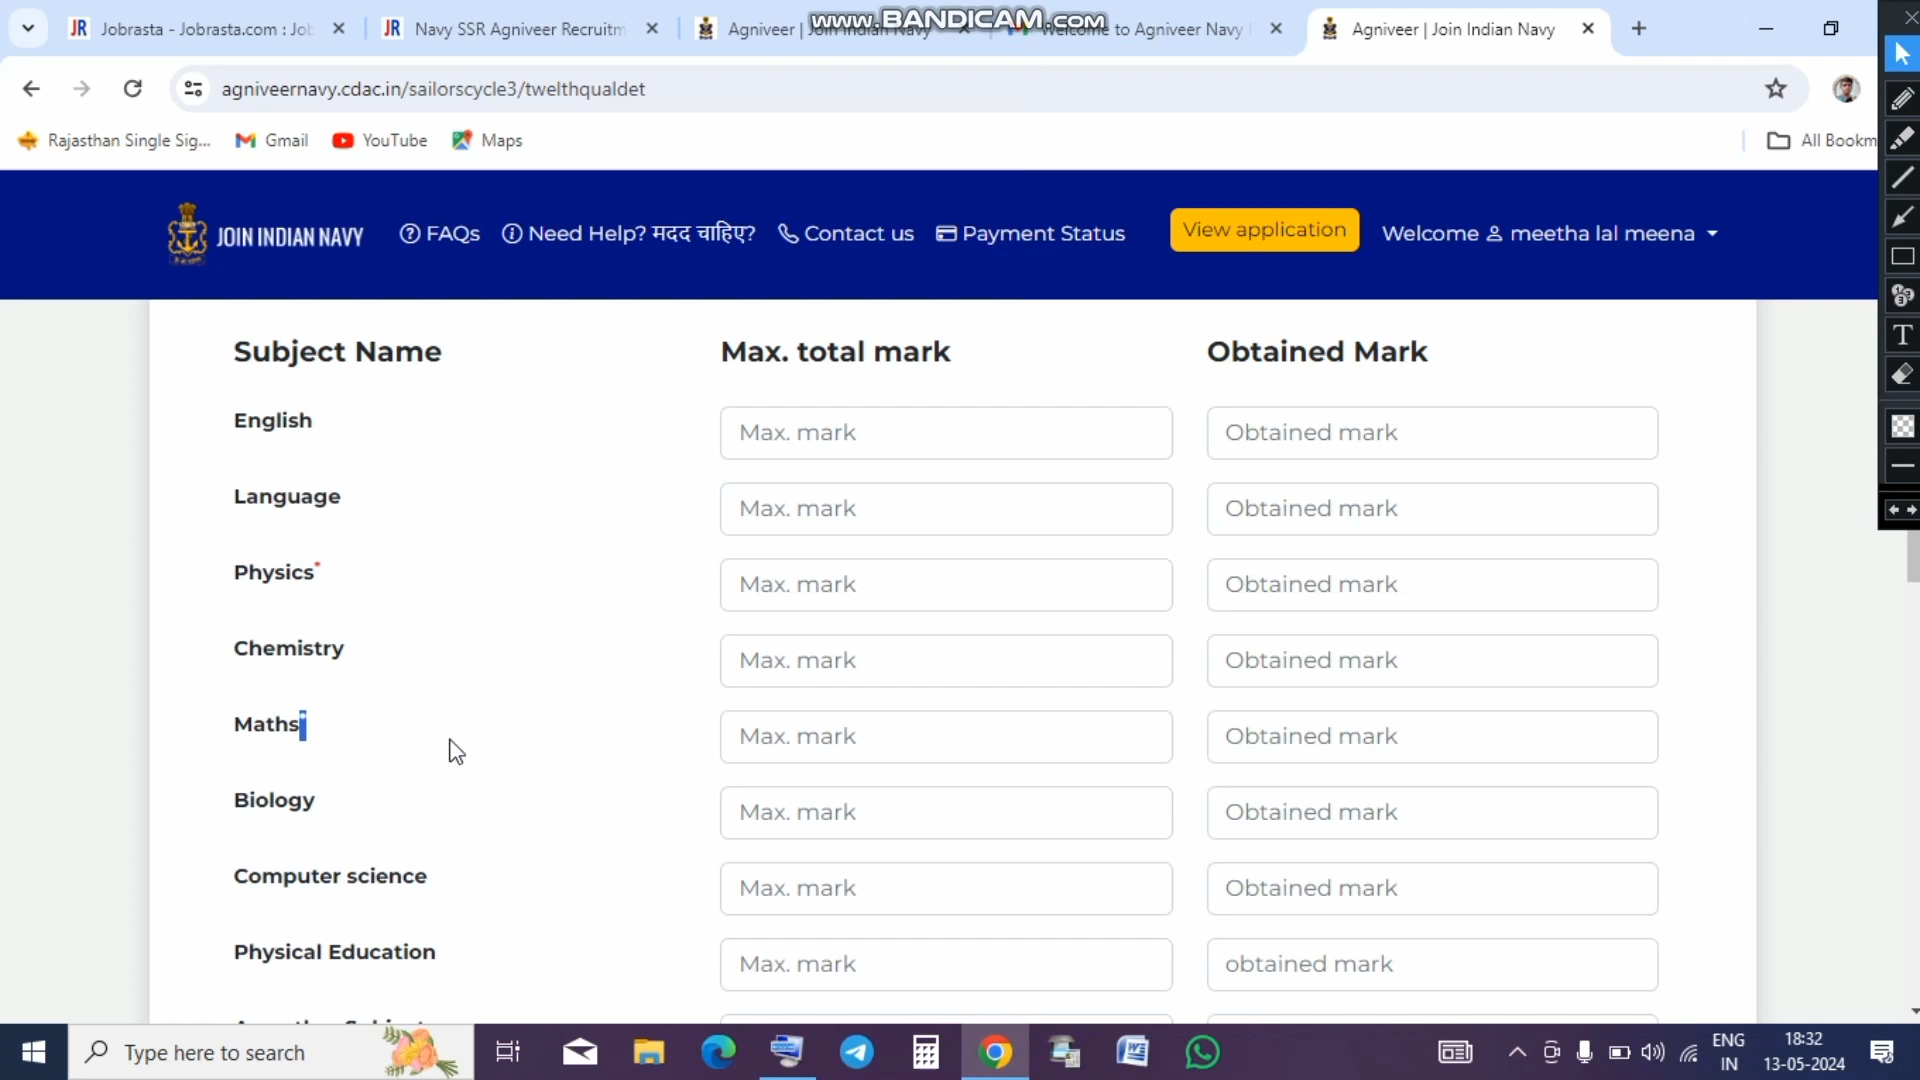 www.BANDICAM.com
Jobrasta - Jobrasta.com : Jol
Navy SSR Agniveer Recruitm
Agniveer | Join Indian Navy
Welcome to Agniveer Navy
Agniveer | Join Indian Navy
agniveernavy.cdac.in/sailorscycle3/twelthqualdet
Rajasthan Single Sig... Gmail YouTube Maps All Bookm
JOIN INDIAN NAVY FAQs Need Help? मदद चाहिए? Contact us Payment Status View application Welcome meetha lal meena
Subject Name Max. total mark Obtained Mark
English Max. mark Obtained mark
Language Max. mark Obtained mark
Physics* Max. mark Obtained mark
Chemistry Max. mark Obtained mark
Maths* Max. mark Obtained mark
Biology Max. mark Obtained mark
Computer science Max. mark Obtained mark
Physical Education Max. mark obtained mark
Type here to search
ENG
IN
18:32
13-05-2024